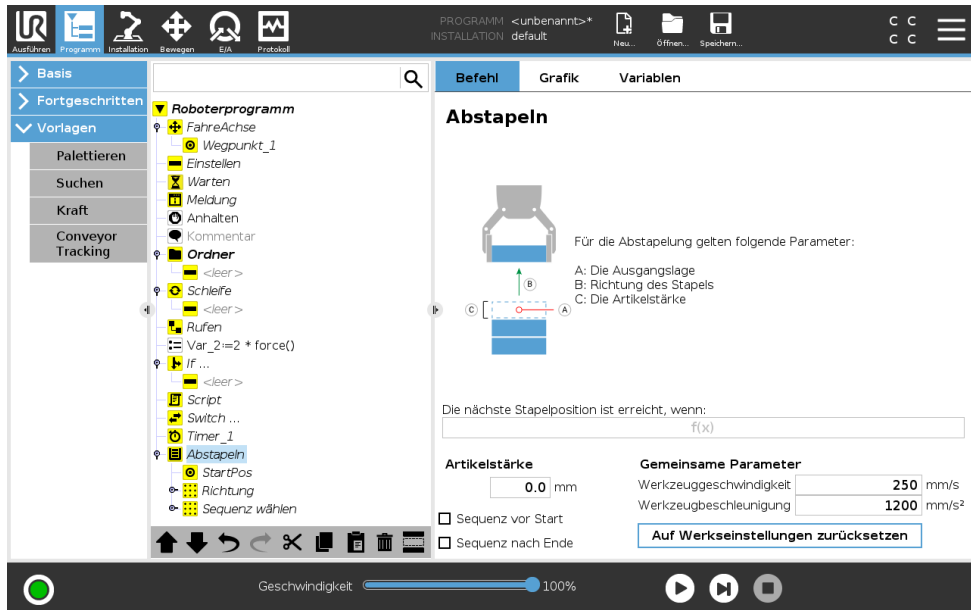 PROGRAMM <unbenannt>*
INSTALLATION default
Ausführen Programm Installation Bewegen E/A Protokoll
Neu... Öffnen... Speichern...
C C
C C
Basis
Fortgeschritten
Vorlagen
Palettieren
Suchen
Kraft
Conveyor
Tracking
Roboterprogramm
FahreAchse
Wegpunkt_1
Einstellen
Warten
Meldung
Anhalten
Kommentar
Ordner
<leer>
Schleife
<leer>
Rufen
Var_2:=2 * force()
If ...
<leer>
Script
Switch ...
Timer_1
Abstapeln
StartPos
Richtung
Sequenz wählen
Befehl Grafik Variablen
Abstapeln
Für die Abstapelung gelten folgende Parameter:
A: Die Ausgangslage
B: Richtung des Stapels
C: Die Artikelstärke
B
C
A
Die nächste Stapelposition ist erreicht, wenn:
f(x)
Artikelstärke
0.0 mm
Sequenz vor Start
Sequenz nach Ende
Gemeinsame Parameter
Werkzeuggeschwindigkeit 250 mm/s
Werkzeugbeschleunigung 1200 mm/s²
Auf Werkseinstellungen zurücksetzen
Geschwindigkeit 100%